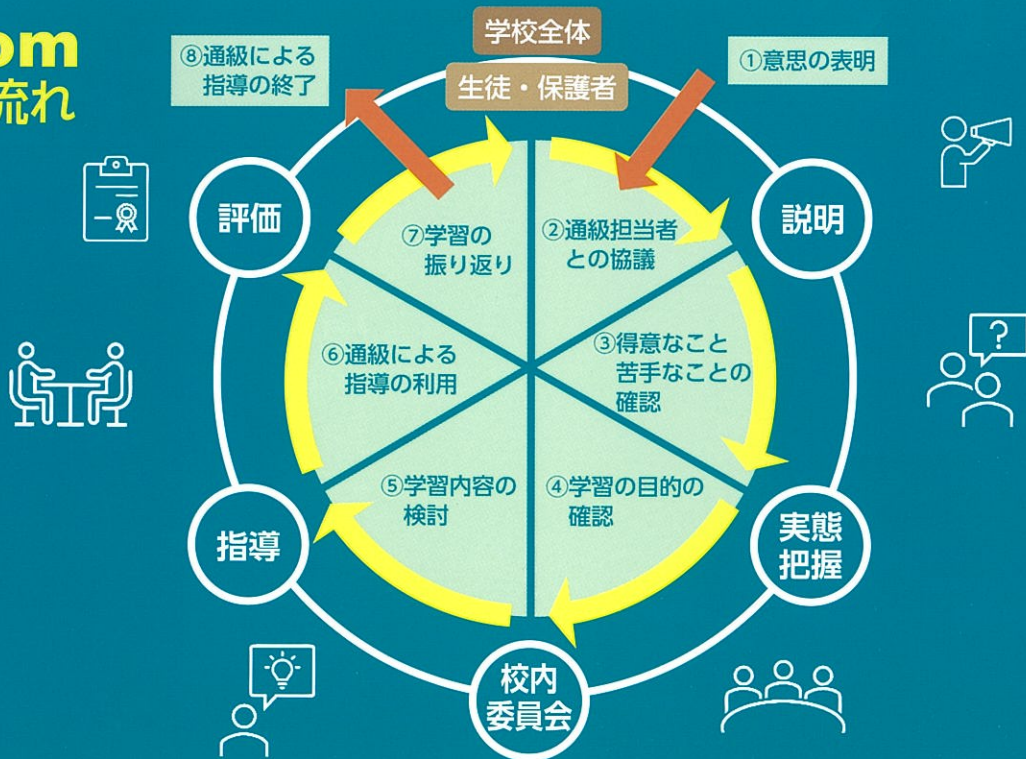 om
流れ
学校全体
生徒・保護者
①意思の表明
⑧通級による
指導の終了
説明
実態
把握
校内
委員会
指導
評価
②通級担当者
との協議
③得意なこと
苦手なことの
確認
④学習の目的の
確認
⑤学習内容の
検討
⑥通級による
指導の利用
⑦学習の
振り返り
?